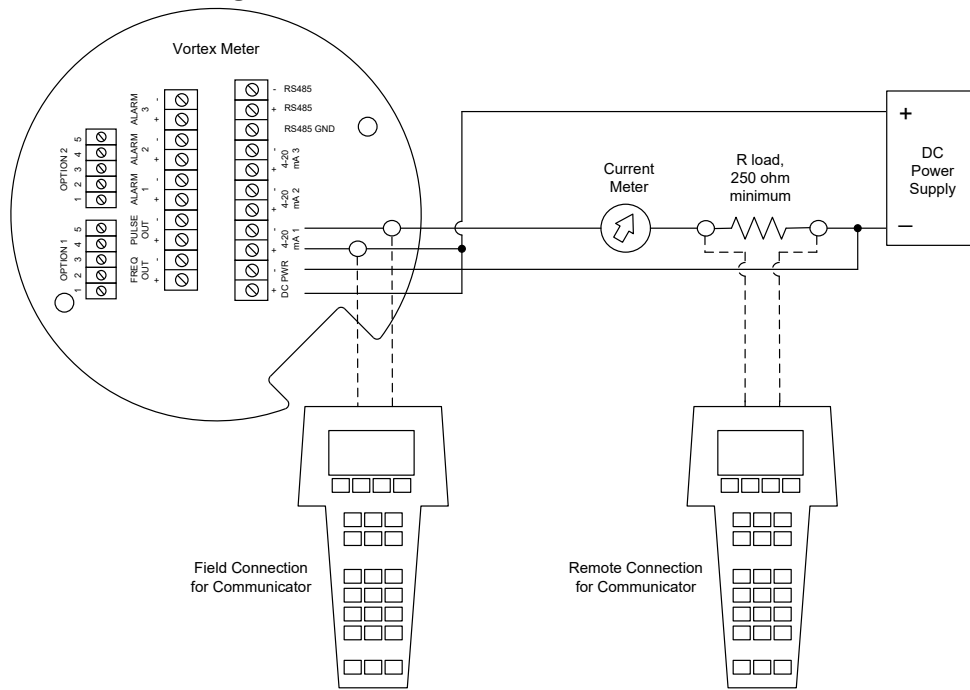 Vortex Meter
- RS485
+ RS485
RS485 GND
- +
4-20
mA 3
- +
4-20
mA 2
- +
4-20
mA 1
- +
DC PWR
ALARM
3
+ -
ALARM
2
+ -
ALARM
1
+ -
PULSE
OUT
+ -
FREQ
OUT
+ -
OPTION 2
1 2 3 4 5
OPTION 1
1 2 3 4 5
Current
Meter
R load,
250 ohm
minimum
+
DC
Power
Supply
–
Field Connection
for Communicator
Remote Connection
for Communicator